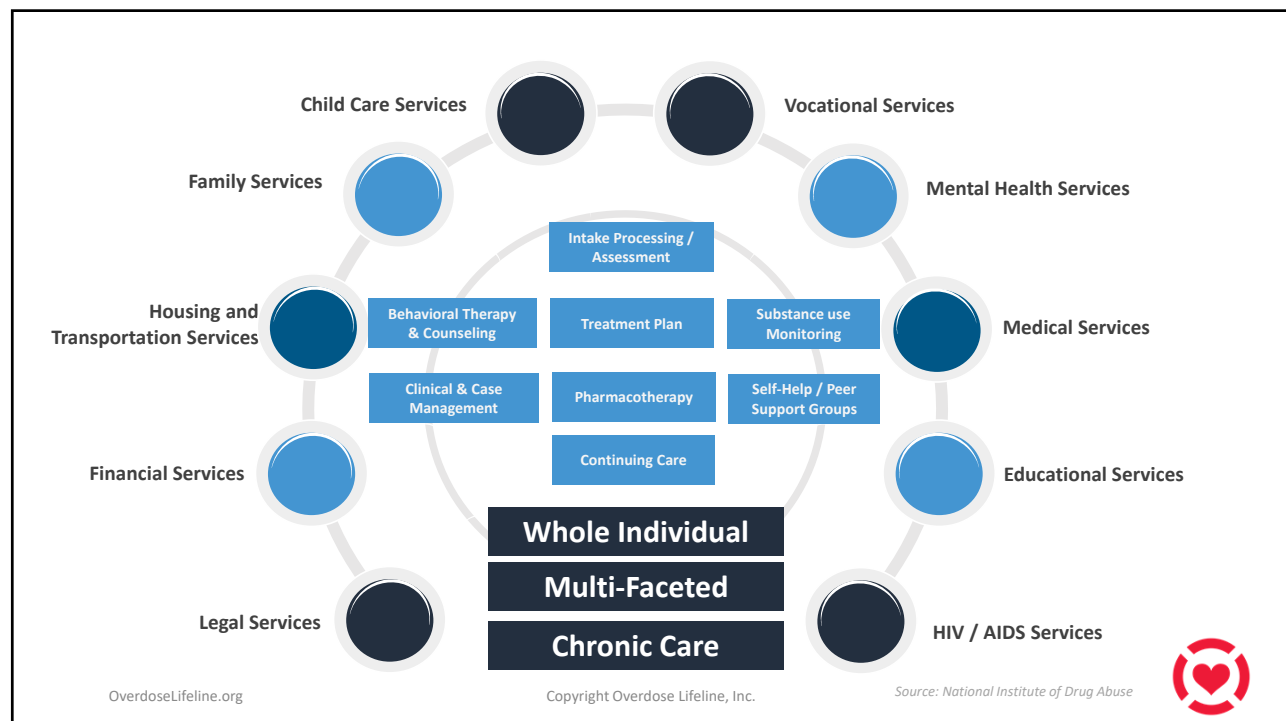 Child Care Services
Vocational Services
Family Services
Mental Health Services
Intake Processing /
Assessment
Housing and
Transportation Services
Behavioral Therapy
& Counseling
Treatment Plan
Substance use
Monitoring
Medical Services
Clinical & Case
Management
Pharmacotherapy
Self-Help / Peer
Support Groups
Continuing Care
Financial Services
Educational Services
Whole Individual
Multi-Faceted
Chronic Care
Legal Services
HIV / AIDS Services
OverdoseLifeline.org
Copyright Overdose Lifeline, Inc.
Source: National Institute of Drug Abuse